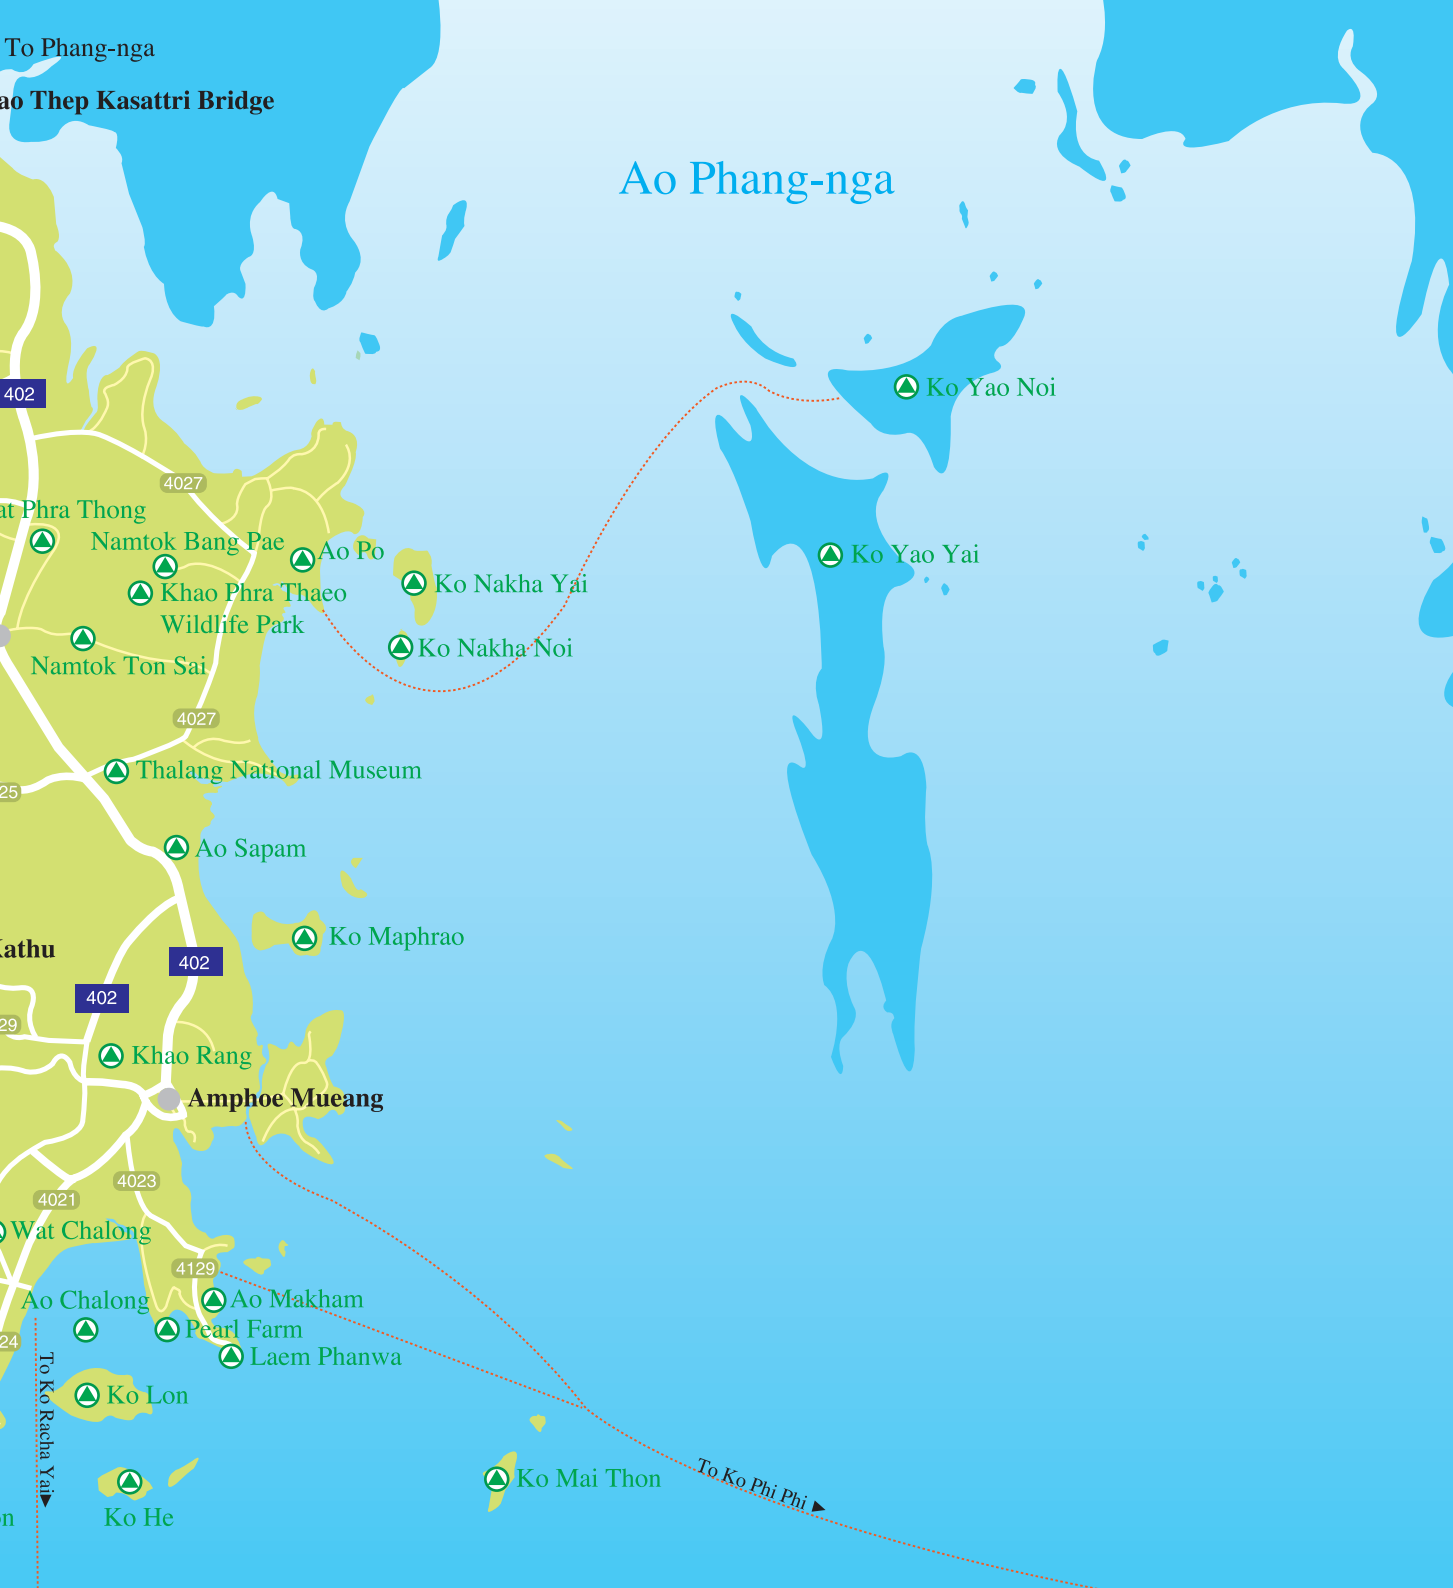 To Phang-nga
ao Thep Kasattri Bridge
Ao Phang-nga
402
Ko Yao Noi
4027
at Phra Thong
Namtok Bang Pae
Ao Po
Ko Yao Yai
Khao Phra Thaeo
Wildlife Park
Ko Nakha Yai
Ko Nakha Noi
Namtok Ton Sai
4027
Thalang National Museum
25
Ao Sapam
Ko Maphrao
athu
402
402
29
Khao Rang
Amphoe Mueang
4023
4021
Wat Chalong
4129
Ao Chalong
Ao Makham
Pearl Farm
24
Laem Phanwa
To Ko Racha Yai
Ko Lon
Ko Mai Thon
To Ko Phi Phi
Ko He
on